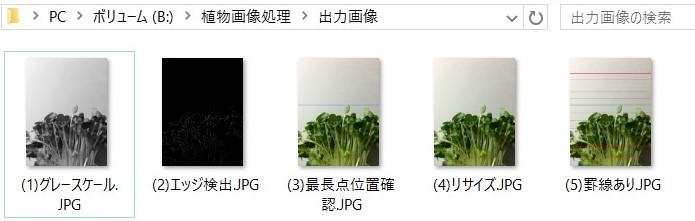 PC > ボリューム (B:) > 植物画像処理 > 出力画像
出力画像の検索
(1)グレースケール.
JPG
(2)エッジ検出.JPG
(3)最長点位置確
認.JPG
(4)リサイズ.JPG
(5)罫線あり.JPG